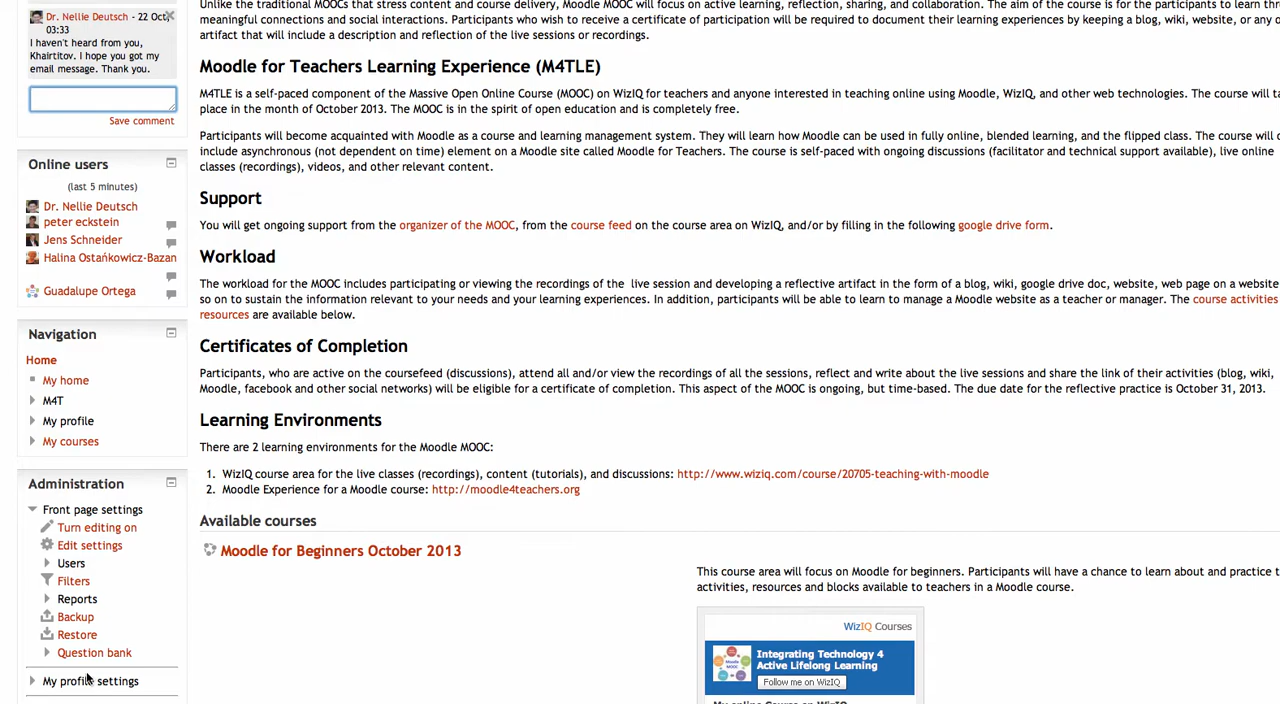 Dr. Nellie Deutsch - 22 Oct,
03:33
I haven't heard from you,
Khairtitov. I hope you got my
email message. Thank you.
Save comment
Online users
(last 5 minutes)
Dr. Nellie Deutsch
peter eckstein
Jens Schneider
Halina Ostańkowicz-Bazan
Guadalupe Ortega
Navigation
Home
My home
M4T
My profile
My courses
Administration
Front page settings
Turn editing on
Edit settings
Users
Filters
Reports
Backup
Restore
Question bank
My profile settings
Unlike the traditional MOOCs that stress content and course delivery, Moodle MOOC will focus on active learning, reflection, sharing, and collaboration. The aim of the course is for the participants to learn
meaningful connections and social interactions. Participants who wish to receive a certificate of participation will be required to document their learning experiences by keeping a blog, wiki, website, or any
artifact that will include a description and reflection of the live sessions or recordings.
Moodle for Teachers Learning Experience (M4TLE)
M4TLE is a self-paced component of the Massive Open Online Course (MOOC) on WizIQ for teachers and anyone interested in teaching online using Moodle, WizIQ, and other web technologies. The course will
place in the month of October 2013. The MOOC is in the spirit of open education and is completely free.
Participants will become acquainted with Moodle as a course and learning management system. They will learn how Moodle can be used in fully online, blended learning, and the flipped class. The course will
include asynchronous (not dependent on time) element on a Moodle site called Moodle for Teachers. The course is self-paced with ongoing discussions (facilitator and technical support available), live online
classes (recordings), videos, and other relevant content.
Support
You will get ongoing support from the organizer of the MOOC, from the course feed on the course area on WizIQ, and/or by filling in the following google drive form.
Workload
The workload for the MOOC includes participating or viewing the recordings of the live session and developing a reflective artifact in the form of a blog, wiki, google drive doc, website, web page on a website
so on to sustain the information relevant to your needs and your learning experiences. In addition, participants will be able to learn to manage a Moodle website as a teacher or manager. The course activities
resources are available below.
Certificates of Completion
Participants, who are active on the coursefeed (discussions), attend all and/or view the recordings of all the sessions, reflect and write about the live sessions and share the link of their activities (blog, wiki,
Moodle, facebook and other social networks) will be eligible for a certificate of completion. This aspect of the MOOC is ongoing, but time-based. The due date for the reflective practice is October 31, 2013.
Learning Environments
There are 2 learning environments for the Moodle MOOC:
1. WizIQ course area for the live classes (recordings), content (tutorials), and discussions: http://www.wiziq.com/course/20705-teaching-with-moodle
2. Moodle Experience for a Moodle course: http://moodle4teachers.org
Available courses
Moodle for Beginners October 2013
This course area will focus on Moodle for beginners. Participants will have a chance to learn about and practice
activities, resources and blocks available to teachers in a Moodle course.
WizIQ Courses
Integrating Technology 4
Active Lifelong Learning
Follow me on WizIQ